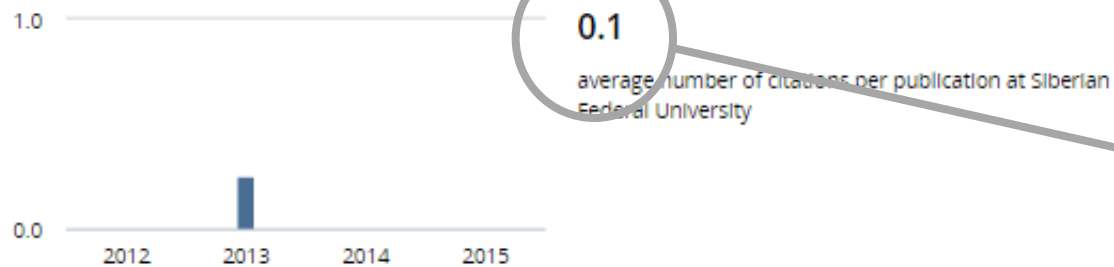 1.0
0.1
average number of citations per publication at Siberian
Federal University
0.0
2012 2013 2014 2015